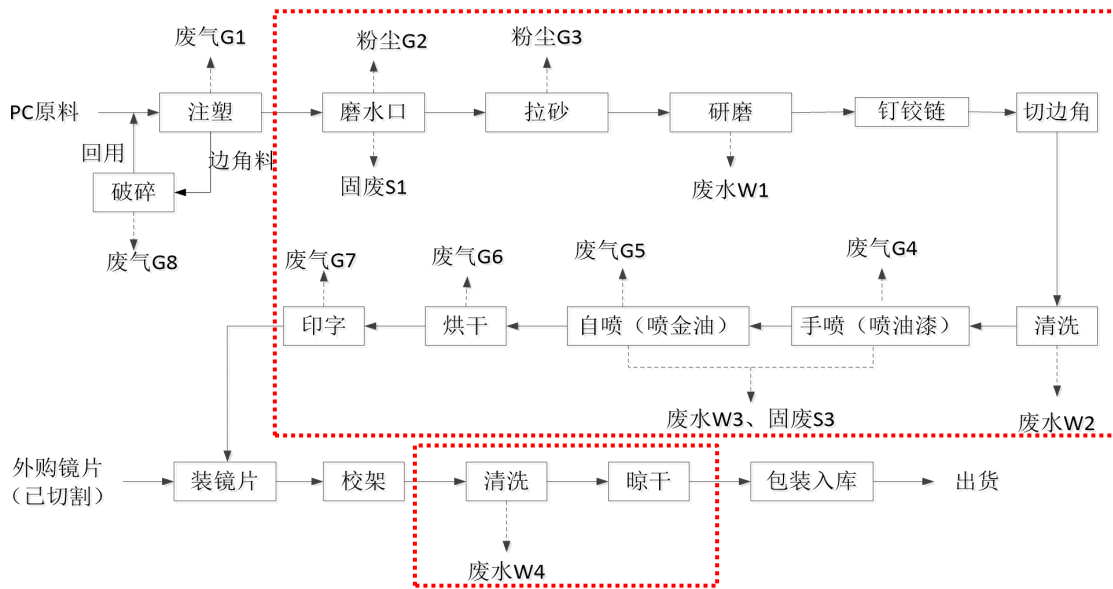 废气G1
粉尘G2
粉尘G3
PC原料
注塑
磨水口
拉砂
研磨
钉铰链
切边角
回用
边角料
破碎
固废S1
废水W1
废气G8
废气G7
废气G6
废气G5
废气G4
印字
烘干
自喷（喷金油）
手喷（喷油漆）
清洗
废水W3、固废S3
废水W2
外购镜片
（已切割）
装镜片
校架
清洗
晾干
包装入库
出货
废水W4